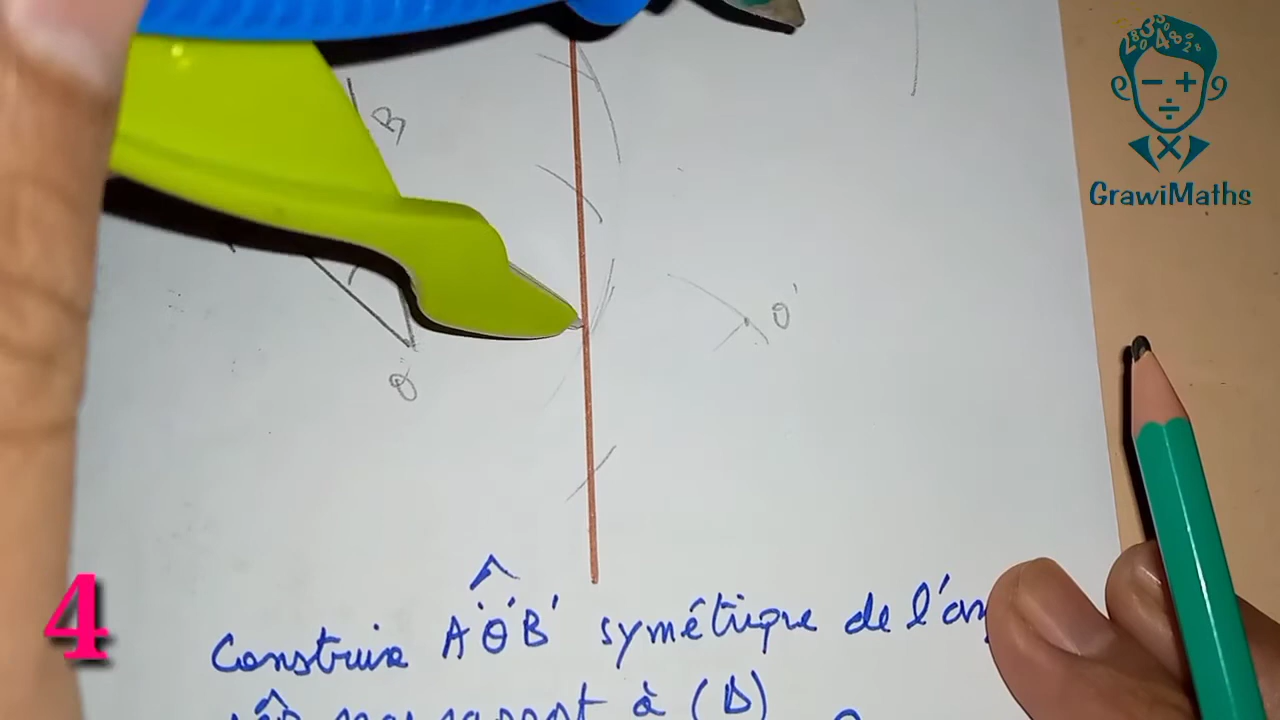 B
O'
O
GrawiMaths
4
Construire A'O'B' symétrique de l'an
par rapport à (D)